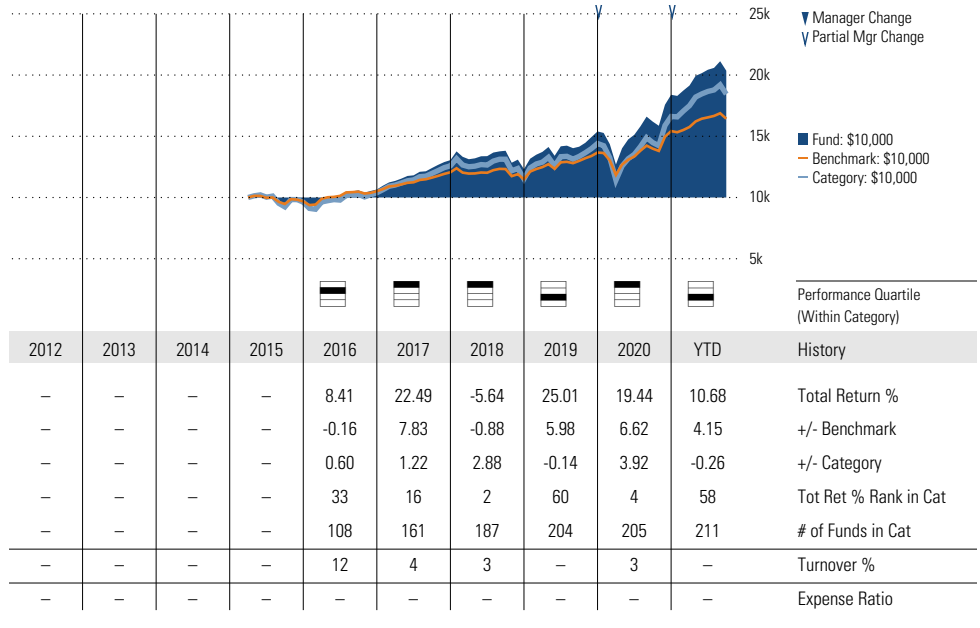 25k
▼ Manager Change
∨ Partial Mgr Change
20k
15k
Fund: $10,000
Benchmark: $10,000
Category: $10,000
10k
5k
Performance Quartile
(Within Category)
2012 2013 2014 2015 2016 2017 2018 2019 2020 YTD History
– – – – 8.41 22.49 -5.64 25.01 19.44 10.68 Total Return %
– – – – -0.16 7.83 -0.88 5.98 6.62 4.15 +/- Benchmark
– – – – 0.60 1.22 2.88 -0.14 3.92 -0.26 +/- Category
– – – – 33 16 2 60 4 58 Tot Ret % Rank in Cat
– – – – 108 161 187 204 205 211 # of Funds in Cat
– – – – 12 4 3 – 3 – Turnover %
– – – – – – – – – – Expense Ratio